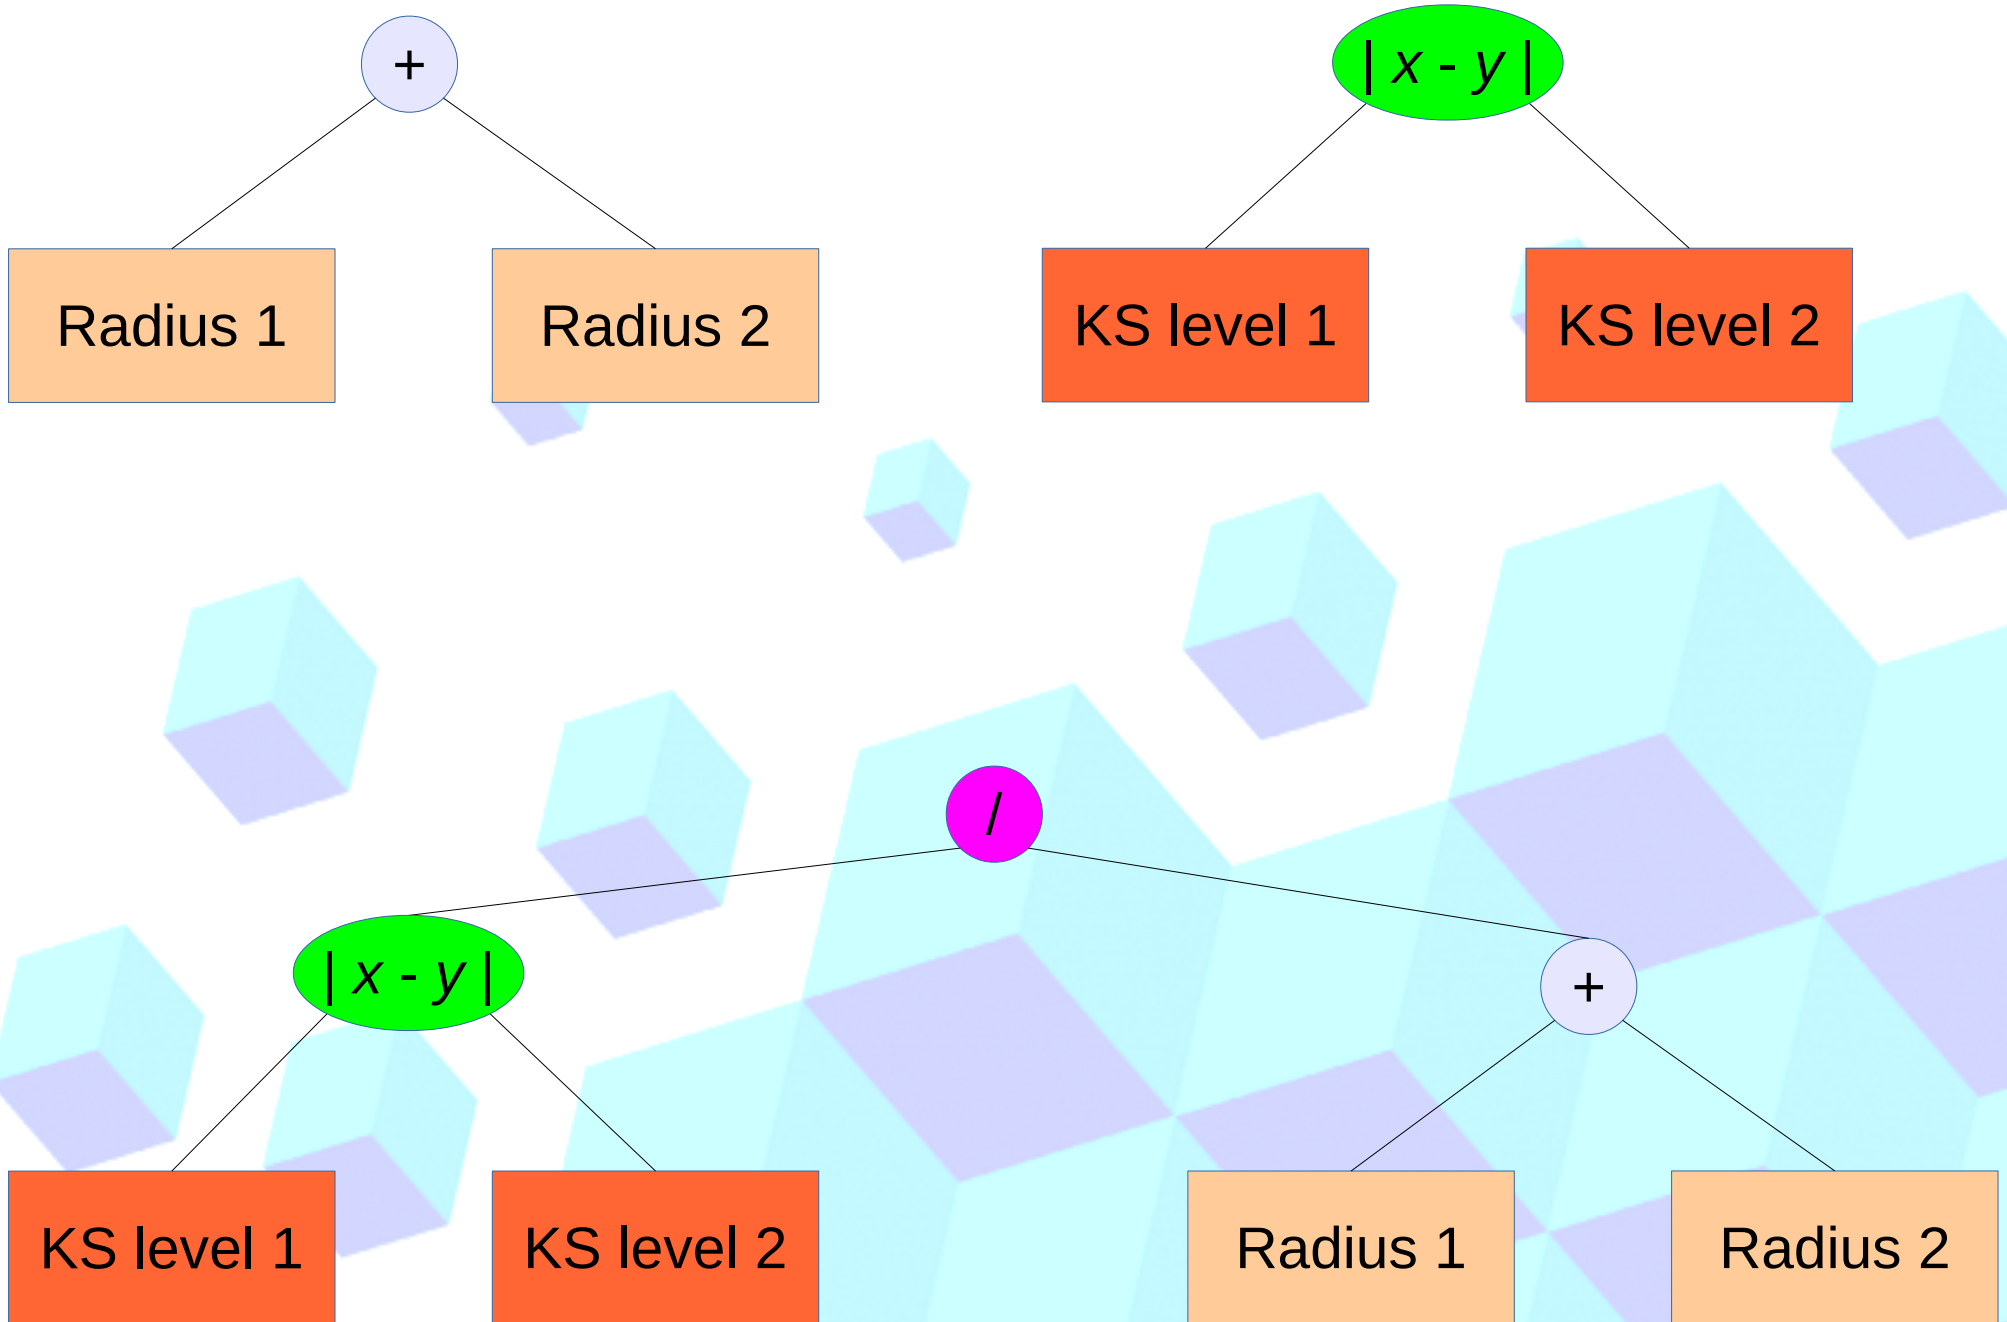 +
| x - y |
Radius 1
Radius 2
KS level 1
KS level 2
/
| x - y |
+
KS level 1
KS level 2
Radius 1
Radius 2